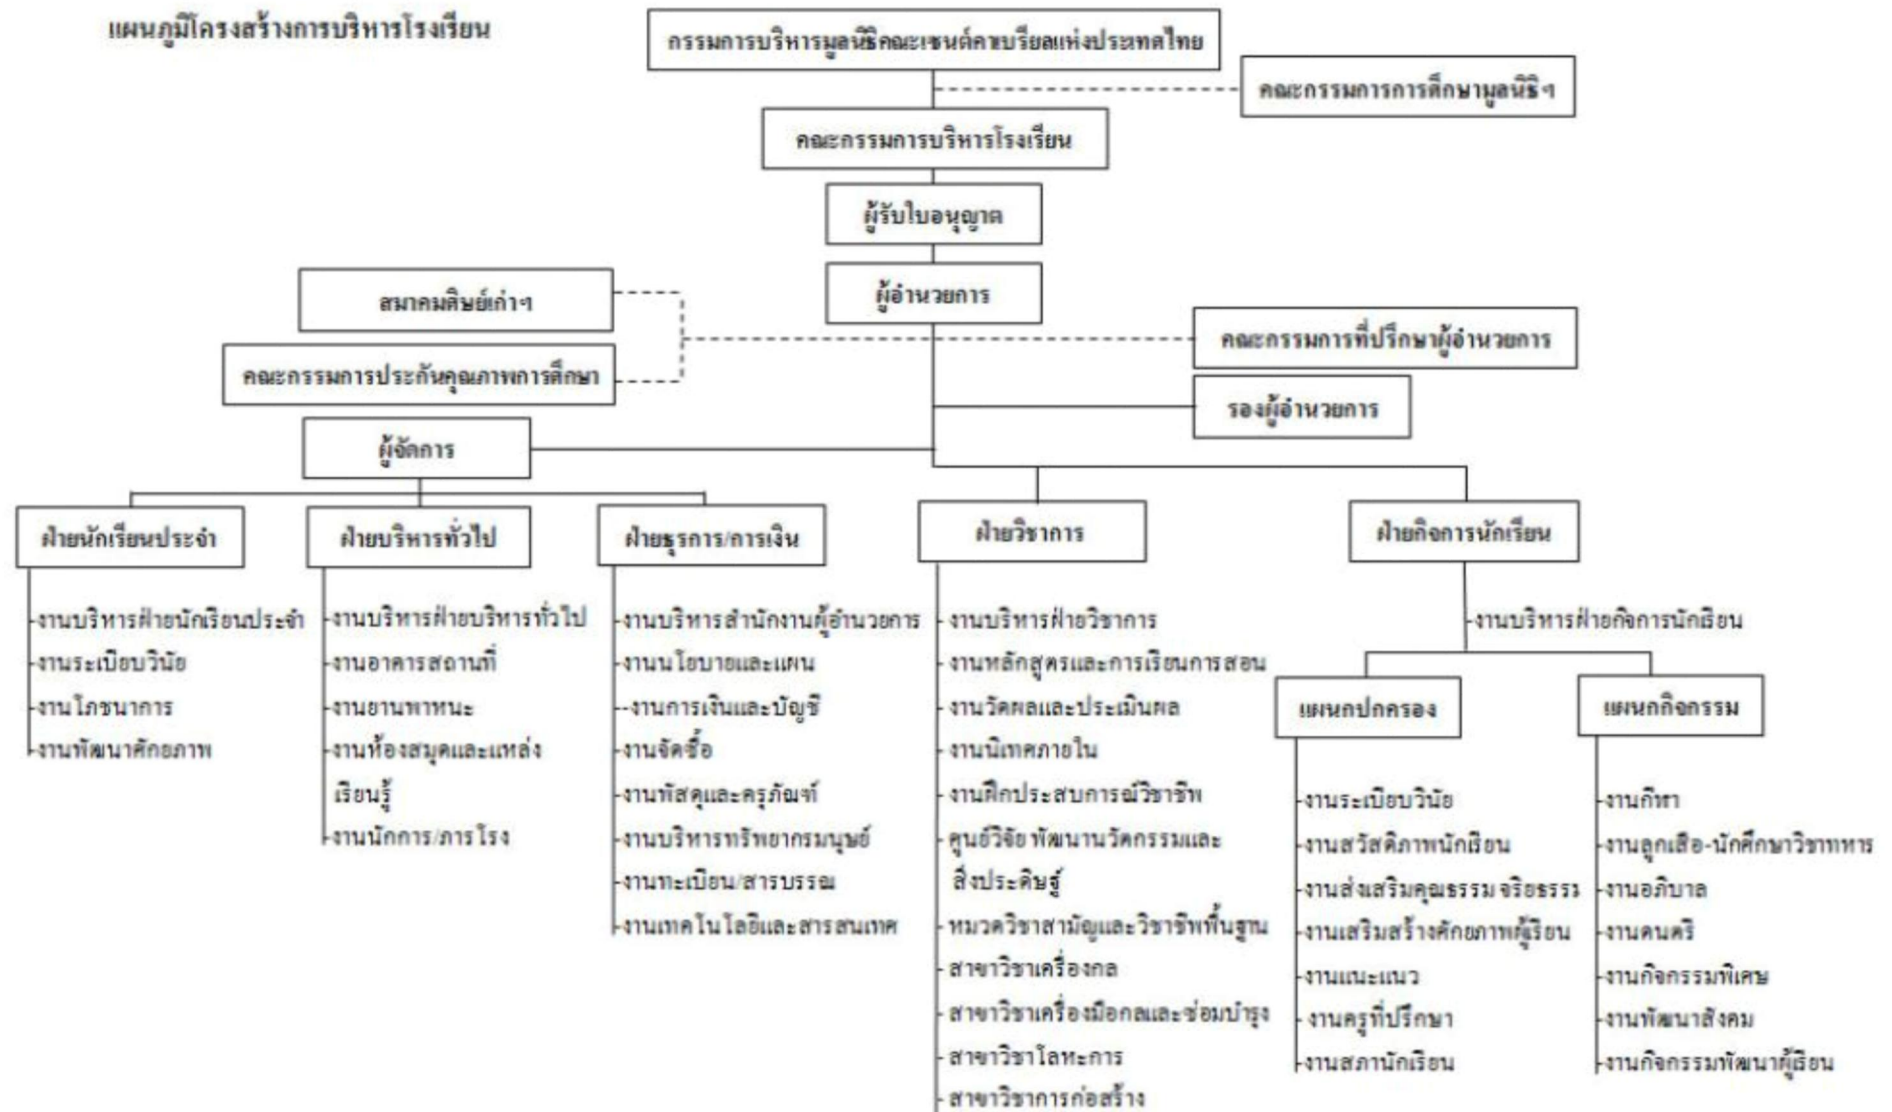 แผนภูมิโครงสร้างการบริหารโรงเรียน
กรรมการบริหารมูลนิธิคณะเซนต์คาเบรียลแห่งประเทศไทย
คณะกรรมการการศึกษามูลนิธิฯ
คณะกรรมการบริหารโรงเรียน
ผู้รับใบอนุญาต
ผู้อำนวยการ
สมาคมศิษย์เก่าฯ
คณะกรรมการที่ปรึกษาผู้อำนวยการ
คณะกรรมการประกันคุณภาพการศึกษา
รองผู้อำนวยการ
ผู้จัดการ
ฝ่ายนักเรียนประจำ
-งานบริหารฝ่ายนักเรียนประจำ
-งานระเบียบวินัย
-งานโภชนาการ
-งานพัฒนาศักยภาพ
ฝ่ายบริหารทั่วไป
-งานบริหารฝ่ายบริหารทั่วไป
-งานอาคารสถานที่
-งานยานพาหนะ
-งานห้องสมุดและแหล่ง
เรียนรู้
-งานนักการ/ภารโรง
ฝ่ายธุรการ/การเงิน
-งานบริหารสำนักงานผู้อำนวยการ
-งานนโยบายและแผน
--งานการเงินและบัญชี
-งานจัดซื้อ
-งานพัสดุและครุภัณฑ์
-งานบริหารทรัพยากรมนุษย์
-งานทะเบียน/สารบรรณ
-งานเทคโนโลยีและสารสนเทศ
ฝ่ายวิชาการ
- งานบริหารฝ่ายวิชาการ
- งานหลักสูตรและการเรียนการสอน
- งานวัดผลและประเมินผล
- งานนิเทศภายใน
- งานฝึกประสบการณ์วิชาชีพ
- ศูนย์วิจัย พัฒนานวัตกรรมและ
สิ่งประดิษฐ์
- หมวดวิชาสามัญและวิชาชีพพื้นฐาน
- สาขาวิชาเครื่องกล
- สาขาวิชาเครื่องมือกลและซ่อมบำรุง
- สาขาวิชาโลหะการ
- สาขาวิชาการก่อสร้าง
ฝ่ายกิจการนักเรียน
-งานบริหารฝ่ายกิจการนักเรียน
แผนกปกครอง
-งานระเบียบวินัย
-งานสวัสดิภาพนักเรียน
-งานส่งเสริมคุณธรรม จริยธรรม
-งานเสริมสร้างศักยภาพผู้เรียน
-งานแนะแนว
- งานครูที่ปรึกษา
-งานสภานักเรียน
แผนกกิจกรรม
-งานกีฬา
-งานลูกเสือ-นักศึกษาวิชาทหาร
-งานอภิบาล
-งานดนตรี
-งานกิจกรรมพิเศษ
-งานพัฒนาสังคม
-งานกิจกรรมพัฒนาผู้เรียน